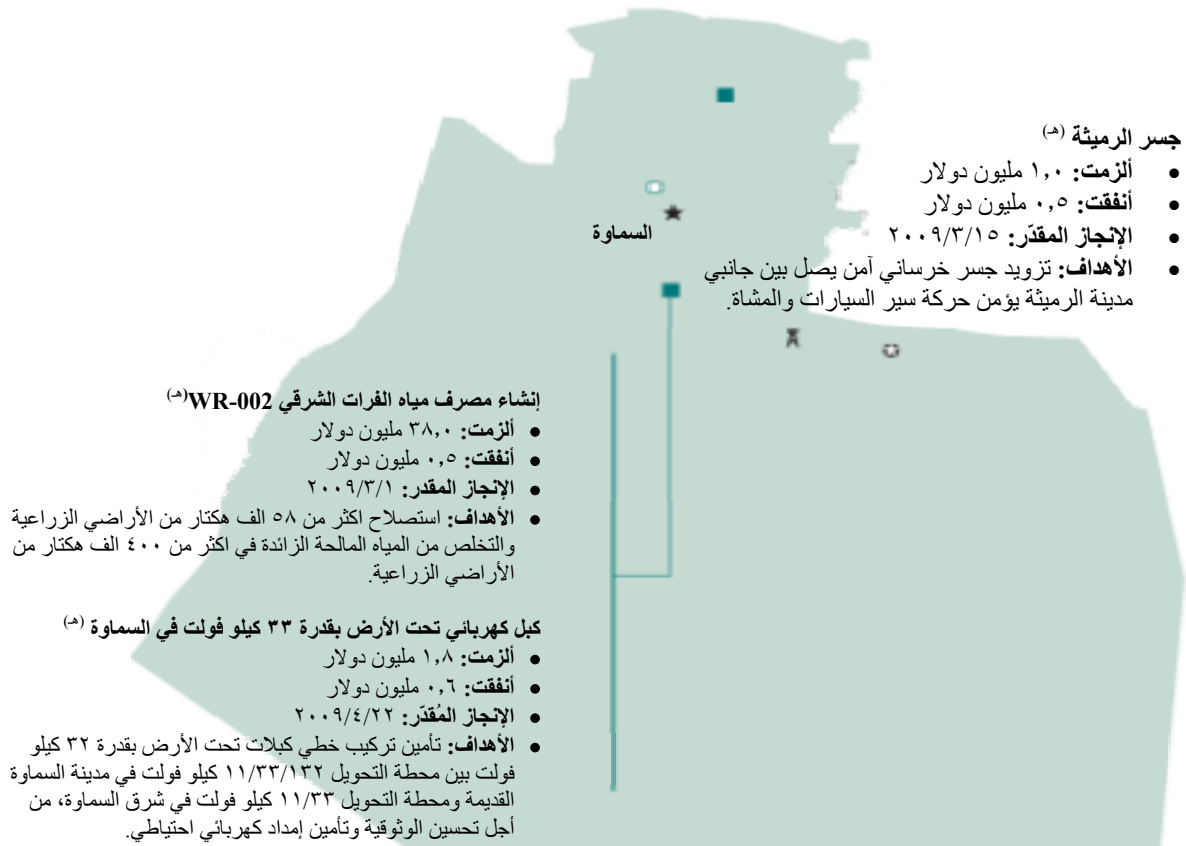 جسر الرميثة (هـ)
• ألزمت: ١,٠ مليون دولار
• أنفقت: ٠,٥ مليون دولار
• الإنجاز المقدّر: ٢٠٠٩/٣/١٥
• الأهداف: تزويد جسر خرساني آمن يصل بين جانبي
مدينة الرميثة يؤمن حركة سير السيارات والمشاة.
السماوة
إنشاء مصرف مياه الفرات الشرقي WR-002(هـ)
• ألزمت: ٣٨,٠ مليون دولار
• أنفقت: ٠,٥ مليون دولار
• الإنجاز المقدر: ٢٠٠٩/٣/١
• الأهداف: استصلاح اكثر من ٥٨ الف هكتار من الأراضي الزراعية
والتخلص من المياه المالحة الزائدة في اكثر من ٤٠٠ الف هكتار من
الأراضي الزراعية.
كبل كهربائي تحت الأرض بقدرة ٣٣ كيلو فولت في السماوة (هـ)
• ألزمت: ١,٨ مليون دولار
• أنفقت: ٠,٦ مليون دولار
• الإنجاز المُقدّر: ٢٠٠٩/٤/٢٢
• الأهداف: تأمين تركيب خطي كبلات تحت الأرض بقدرة ٣٢ كيلو
فولت بين محطة التحويل ١١/٣٣/١٣٢ كيلو فولت في مدينة السماوة
القديمة ومحطة التحويل ١١/٣٣ كيلو فولت في شرق السماوة، من
أجل تحسين الوثوقية وتأمين إمداد كهربائي احتياطي.